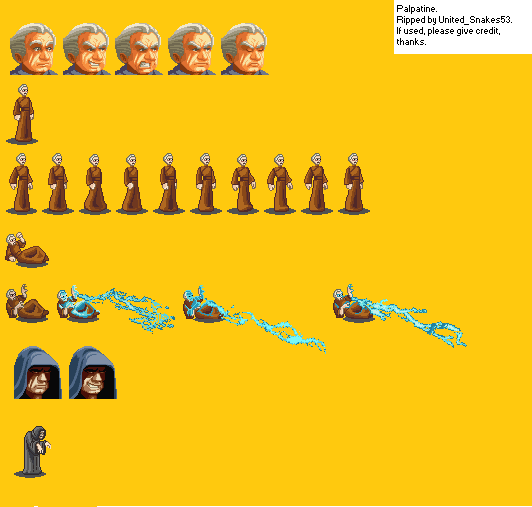 Palpatine.
Ripped by United_Snakes53.
If used, please give credit,
thanks.